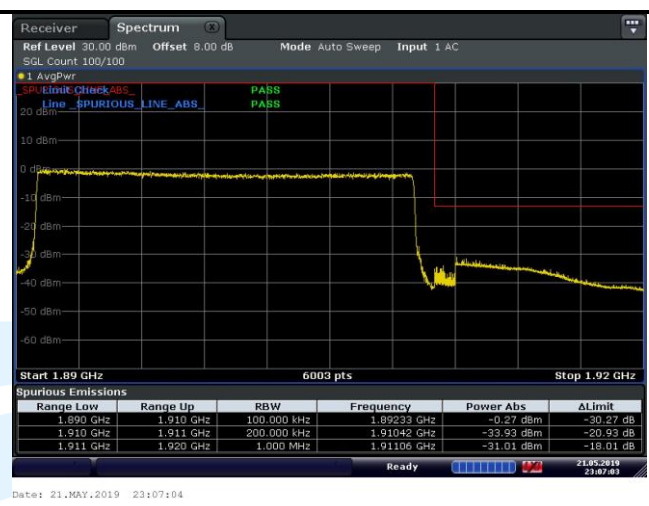 Receiver Spectrum X
Ref Level 30.00 dBm Offset 8.00 dB Mode Auto Sweep Input 1 AC
SGL Count 100/100
1 AvgPwr
Limit Check PASS
Line _SPURIOUS_LINE_ABS_ PASS
20 dBm
10 dBm
0 dBm
-10 dBm
-20 dBm
-30 dBm
-40 dBm
-50 dBm
-60 dBm
Start 1.89 GHz 6003 pts Stop 1.92 GHz
Spurious Emissions
Range Low Range Up RBW Frequency Power Abs ΔLimit
1.890 GHz 1.910 GHz 100.000 kHz 1.89233 GHz -0.27 dBm -30.27 dB
1.910 GHz 1.911 GHz 200.000 kHz 1.91042 GHz -33.93 dBm -20.93 dB
1.911 GHz 1.920 GHz 1.000 MHz 1.91106 GHz -31.01 dBm -18.01 dB
Ready 21.05.2019
23:07:03
Date: 21.MAY.2019 23:07:04